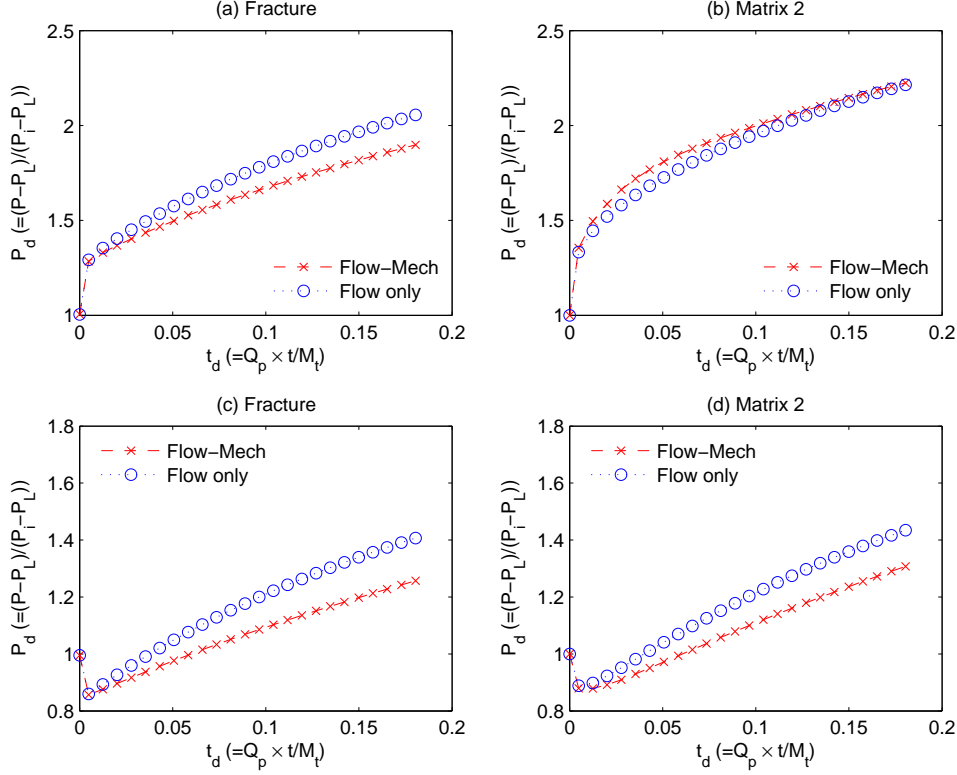 (a) Fracture
2.5
2
1.5
1
P_d (=(P−P_L)/(P_i−P_L))
Flow−Mech
Flow only
0 0.05 0.1 0.15 0.2
t_d (=Q_p × t/M_t)
(b) Matrix 2
2.5
2
1.5
1
P_d (=(P−P_L)/(P_i−P_L))
Flow−Mech
Flow only
0 0.05 0.1 0.15 0.2
t_d (=Q_p × t/M_t)
(c) Fracture
1.8
1.6
1.4
1.2
1
0.8
P_d (=(P−P_L)/(P_i−P_L))
Flow−Mech
Flow only
0 0.05 0.1 0.15 0.2
t_d (=Q_p × t/M_t)
(d) Matrix 2
1.8
1.6
1.4
1.2
1
0.8
P_d (=(P−P_L)/(P_i−P_L))
Flow−Mech
Flow only
0 0.05 0.1 0.15 0.2
t_d (=Q_p × t/M_t)